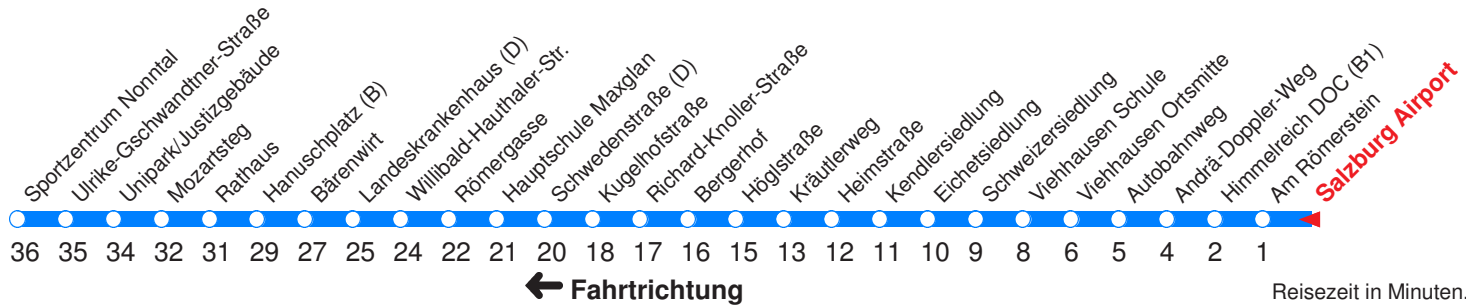 Sportzentrum Nonntal
Ulrike-Gschwandtner-Straße
Unipark/Justizgebäude
Mozartsteg
Rathaus
Hanuschplatz (B)
Bärenwirt
Landeskrankenhaus (D)
Willibald-Hauthaler-Str.
Römergasse
Hauptschule Maxglan
Schwedenstraße (D)
Kugelhofstraße
Richard-Knoller-Straße
Bergerhof
Höglstraße
Kräutlerweg
Heimstraße
Kendlersiedlung
Eichetsiedlung
Schweizersiedlung
Viehhausen Schule
Viehhausen Ortsmitte
Autobahnweg
Andrä-Doppler-Weg
Himmelreich DOC (B1)
Am Römerstein
Salzburg Airport
36 35 34 32 31 29 27 25 24 22 21 20 18 17 16 15 13 12 11 10 9 8 6 5 4 2 1
Fahrtrichtung
Reisezeit in Minuten.